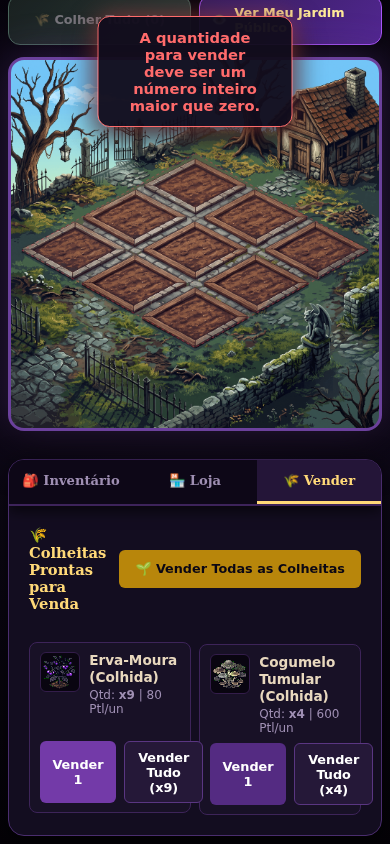 🌾 Colher
Ver Meu Jardim
A quantidade
para vender
deve ser um
número inteiro
maior que zero.
🎒 Inventário
🏪 Loja
🌾 Vender
🌾
Colheitas
Prontas
para
Venda
🌱 Vender Todas as Colheitas
Erva-Moura
(Colhida)
Qtd: x9 | 80
Ptl/un
Vender
1
Vender
Tudo
(x9)
Cogumelo
Tumular
(Colhida)
Qtd: x4 | 600
Ptl/un
Vender
1
Vender
Tudo
(x4)